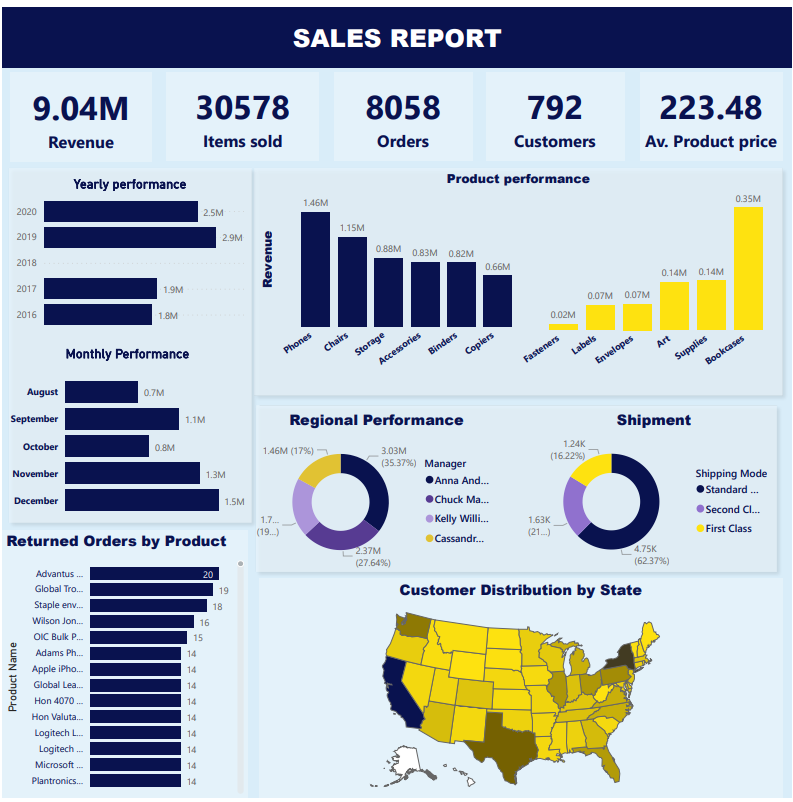 SALES REPORT
9.04M
Revenue
30578
Items sold
8058
Orders
792
Customers
223.48
Av. Product price
Yearly performance
2020 2.5M
2019 2.9M
2018
2017 1.9M
2016 1.8M
Monthly Performance
August 0.7M
September 1.1M
October 0.8M
November 1.3M
December 1.5M
Product performance
Revenue
1.46M
1.15M
0.88M
0.83M
0.82M
0.66M
Phones
Chairs
Storage
Accessories
Binders
Copiers
0.02M
0.07M
0.07M
0.14M
0.14M
0.35M
Fasteners
Labels
Envelopes
Art
Supplies
Bookcases
Regional Performance
1.46M (17%)
3.03M
(35.37%)
1.7...
(19...
2.37M
(27.64%)
Manager
Anna And...
Chuck Ma...
Kelly Willi...
Cassandr...
Shipment
1.24K
(16.22%)
1.63K
(21...)
4.75K
(62.37%)
Shipping Mode
Standard ...
Second Cl...
First Class
Returned Orders by Product
Product Name
Advantus ... 20
Global Tro... 19
Staple env... 18
Wilson Jon... 16
OIC Bulk P... 15
Adams Ph... 14
Apple iPho... 14
Global Lea... 14
Hon 4070 ... 14
Hon Valuta... 14
Logitech L... 14
Logitech ... 14
Microsoft ... 14
Plantronics... 14
Customer Distribution by State